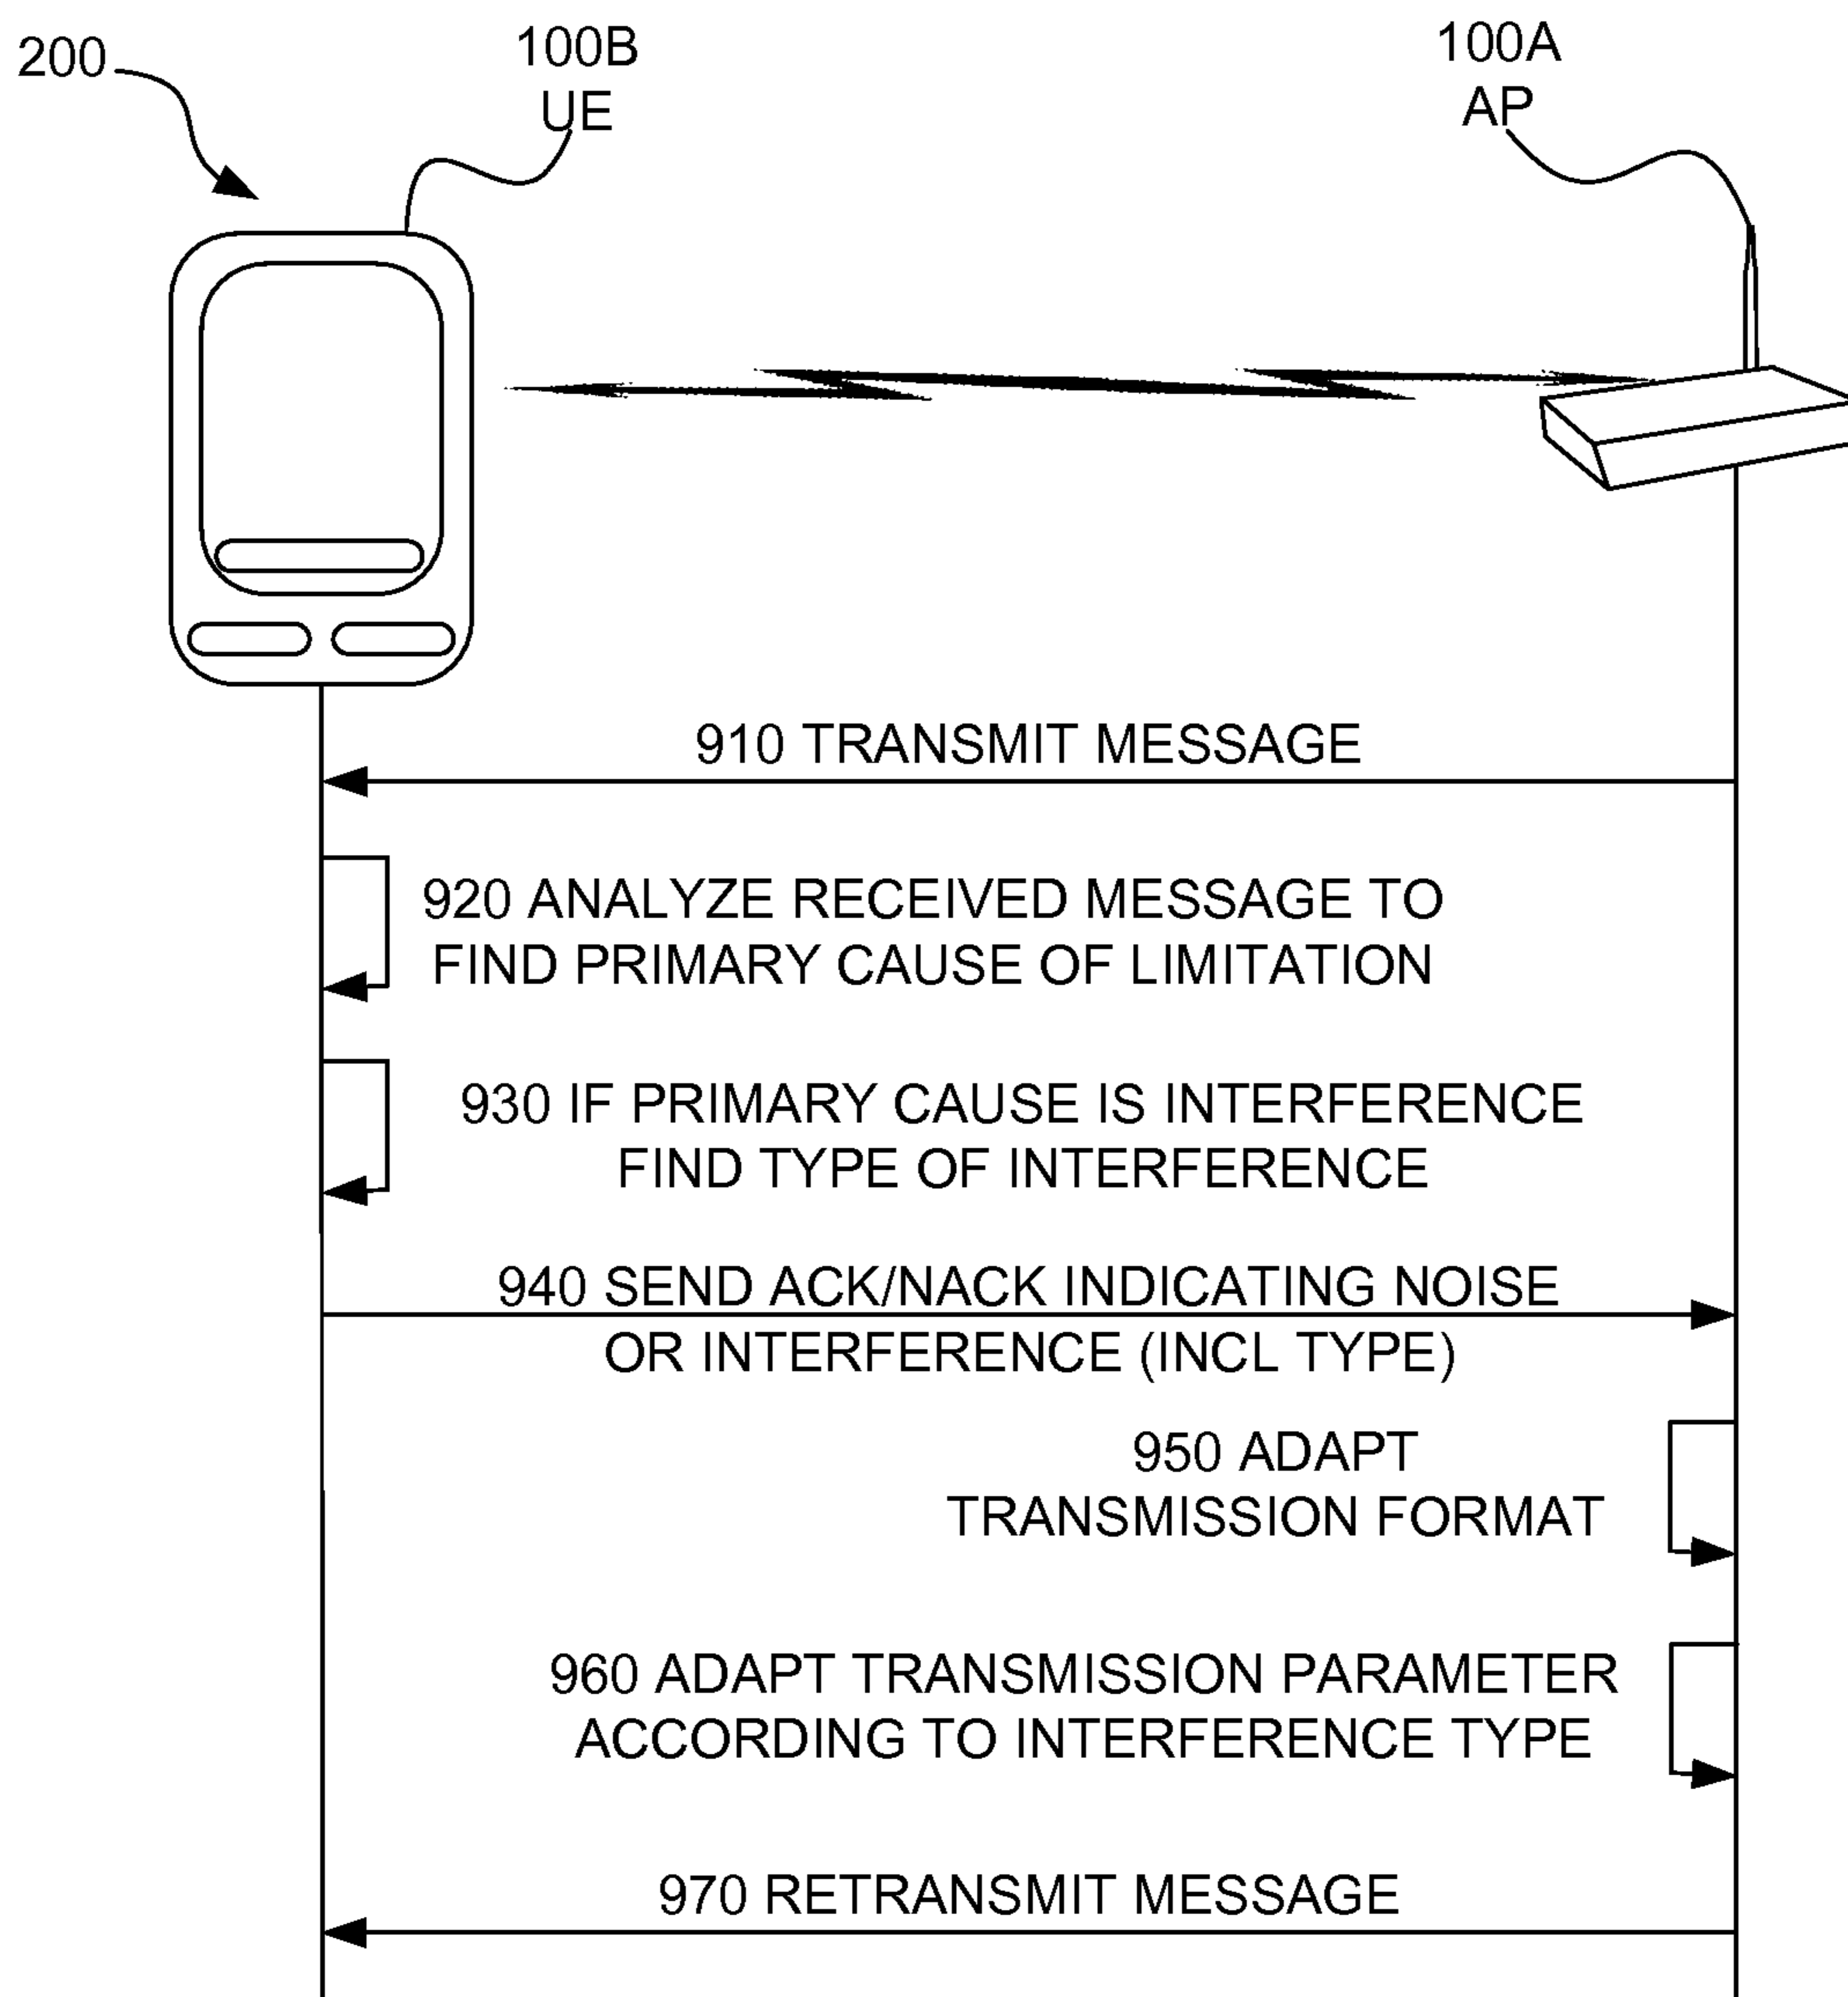 200
100B
UE
100A
AP
910 TRANSMIT MESSAGE
920 ANALYZE RECEIVED MESSAGE TO
FIND PRIMARY CAUSE OF LIMITATION
930 IF PRIMARY CAUSE IS INTERFERENCE
FIND TYPE OF INTERFERENCE
940 SEND ACK/NACK INDICATING NOISE
OR INTERFERENCE (INCL TYPE)
950 ADAPT
TRANSMISSION FORMAT
960 ADAPT TRANSMISSION PARAMETER
ACCORDING TO INTERFERENCE TYPE
970 RETRANSMIT MESSAGE